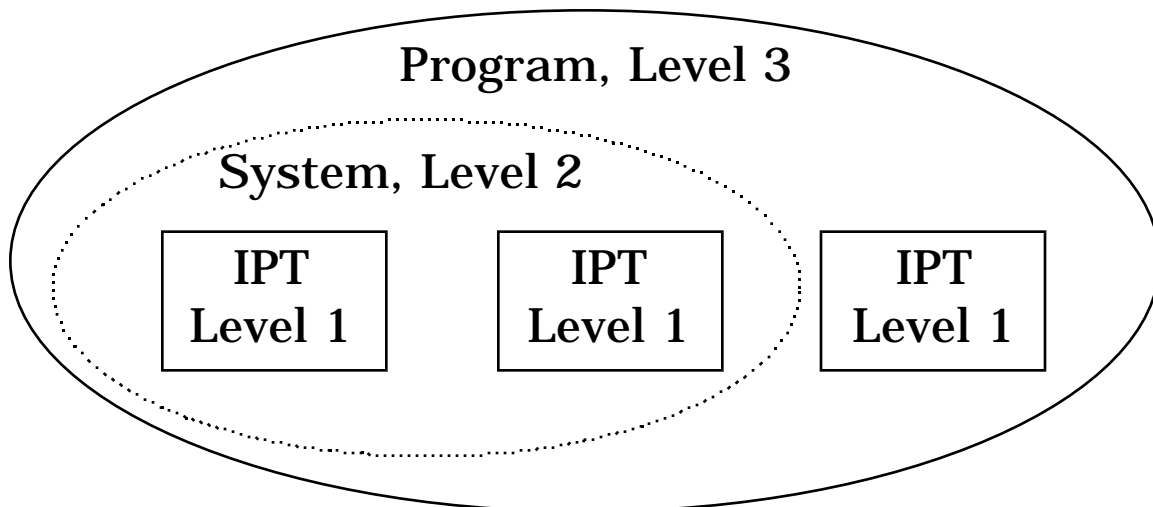 Program, Level 3
System, Level 2
IPT
Level 1
IPT
Level 1
IPT
Level 1